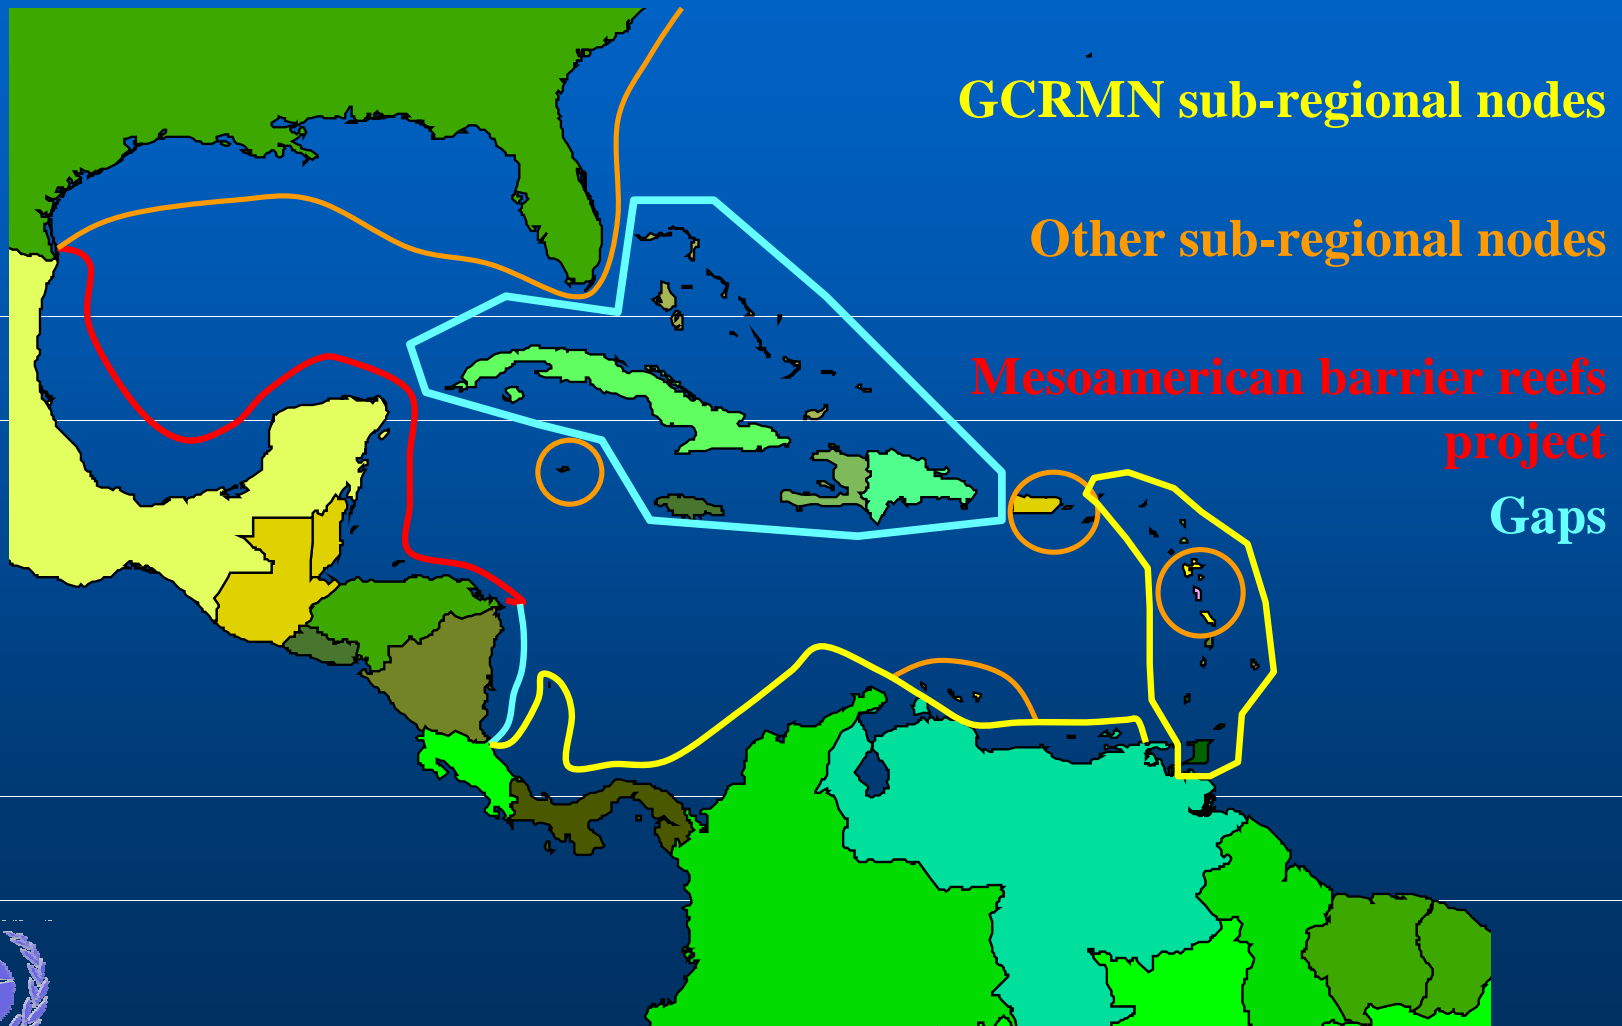 GCRMN sub-regional nodes
Other sub-regional nodes
Mesoamerican barrier reefs
project
Gaps